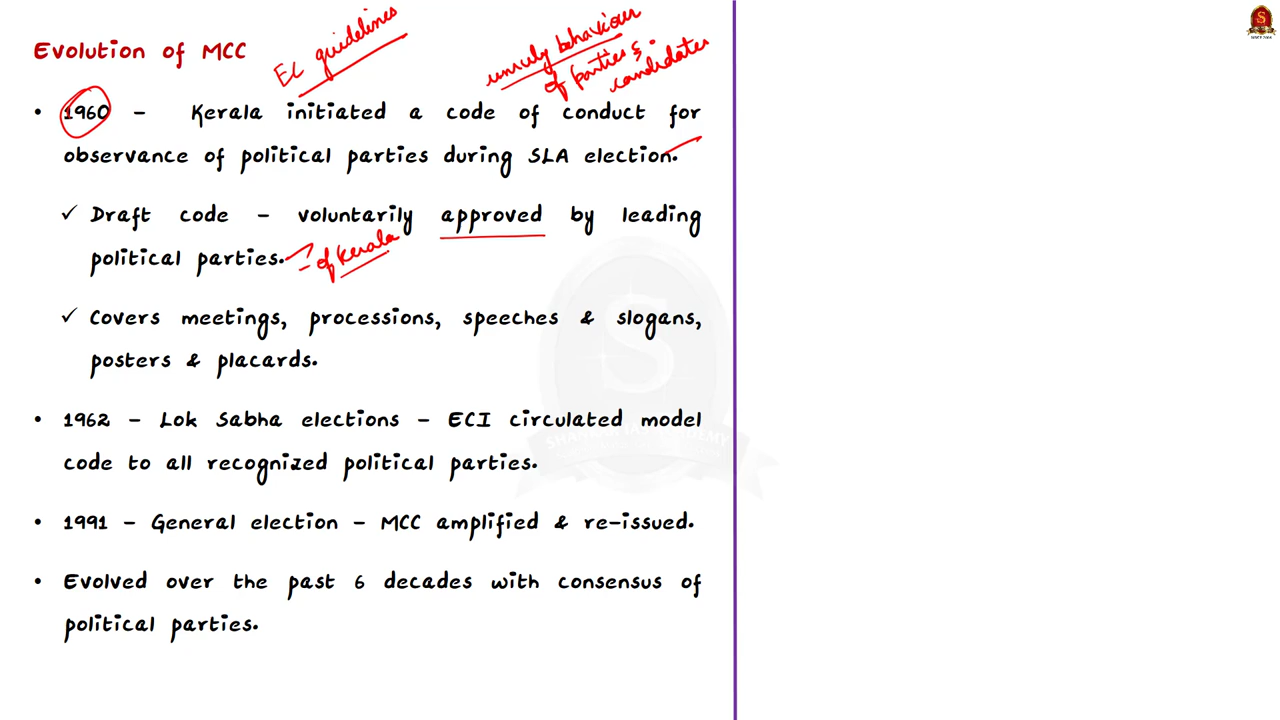 Evolution of MCC
EC guidelines
unruly behaviour
of parties &
candidates
• 1960 – Kerala initiated a code of conduct for
observance of political parties during SLA election.
✓ Draft code – voluntarily approved by leading
political parties.
of Kerala
✓ Covers meetings, processions, speeches & slogans,
posters & placards.
• 1962 – Lok Sabha elections – ECI circulated model
code to all recognized political parties.
• 1991 – General election – MCC amplified & re-issued.
• Evolved over the past 6 decades with consensus of
political parties.
S